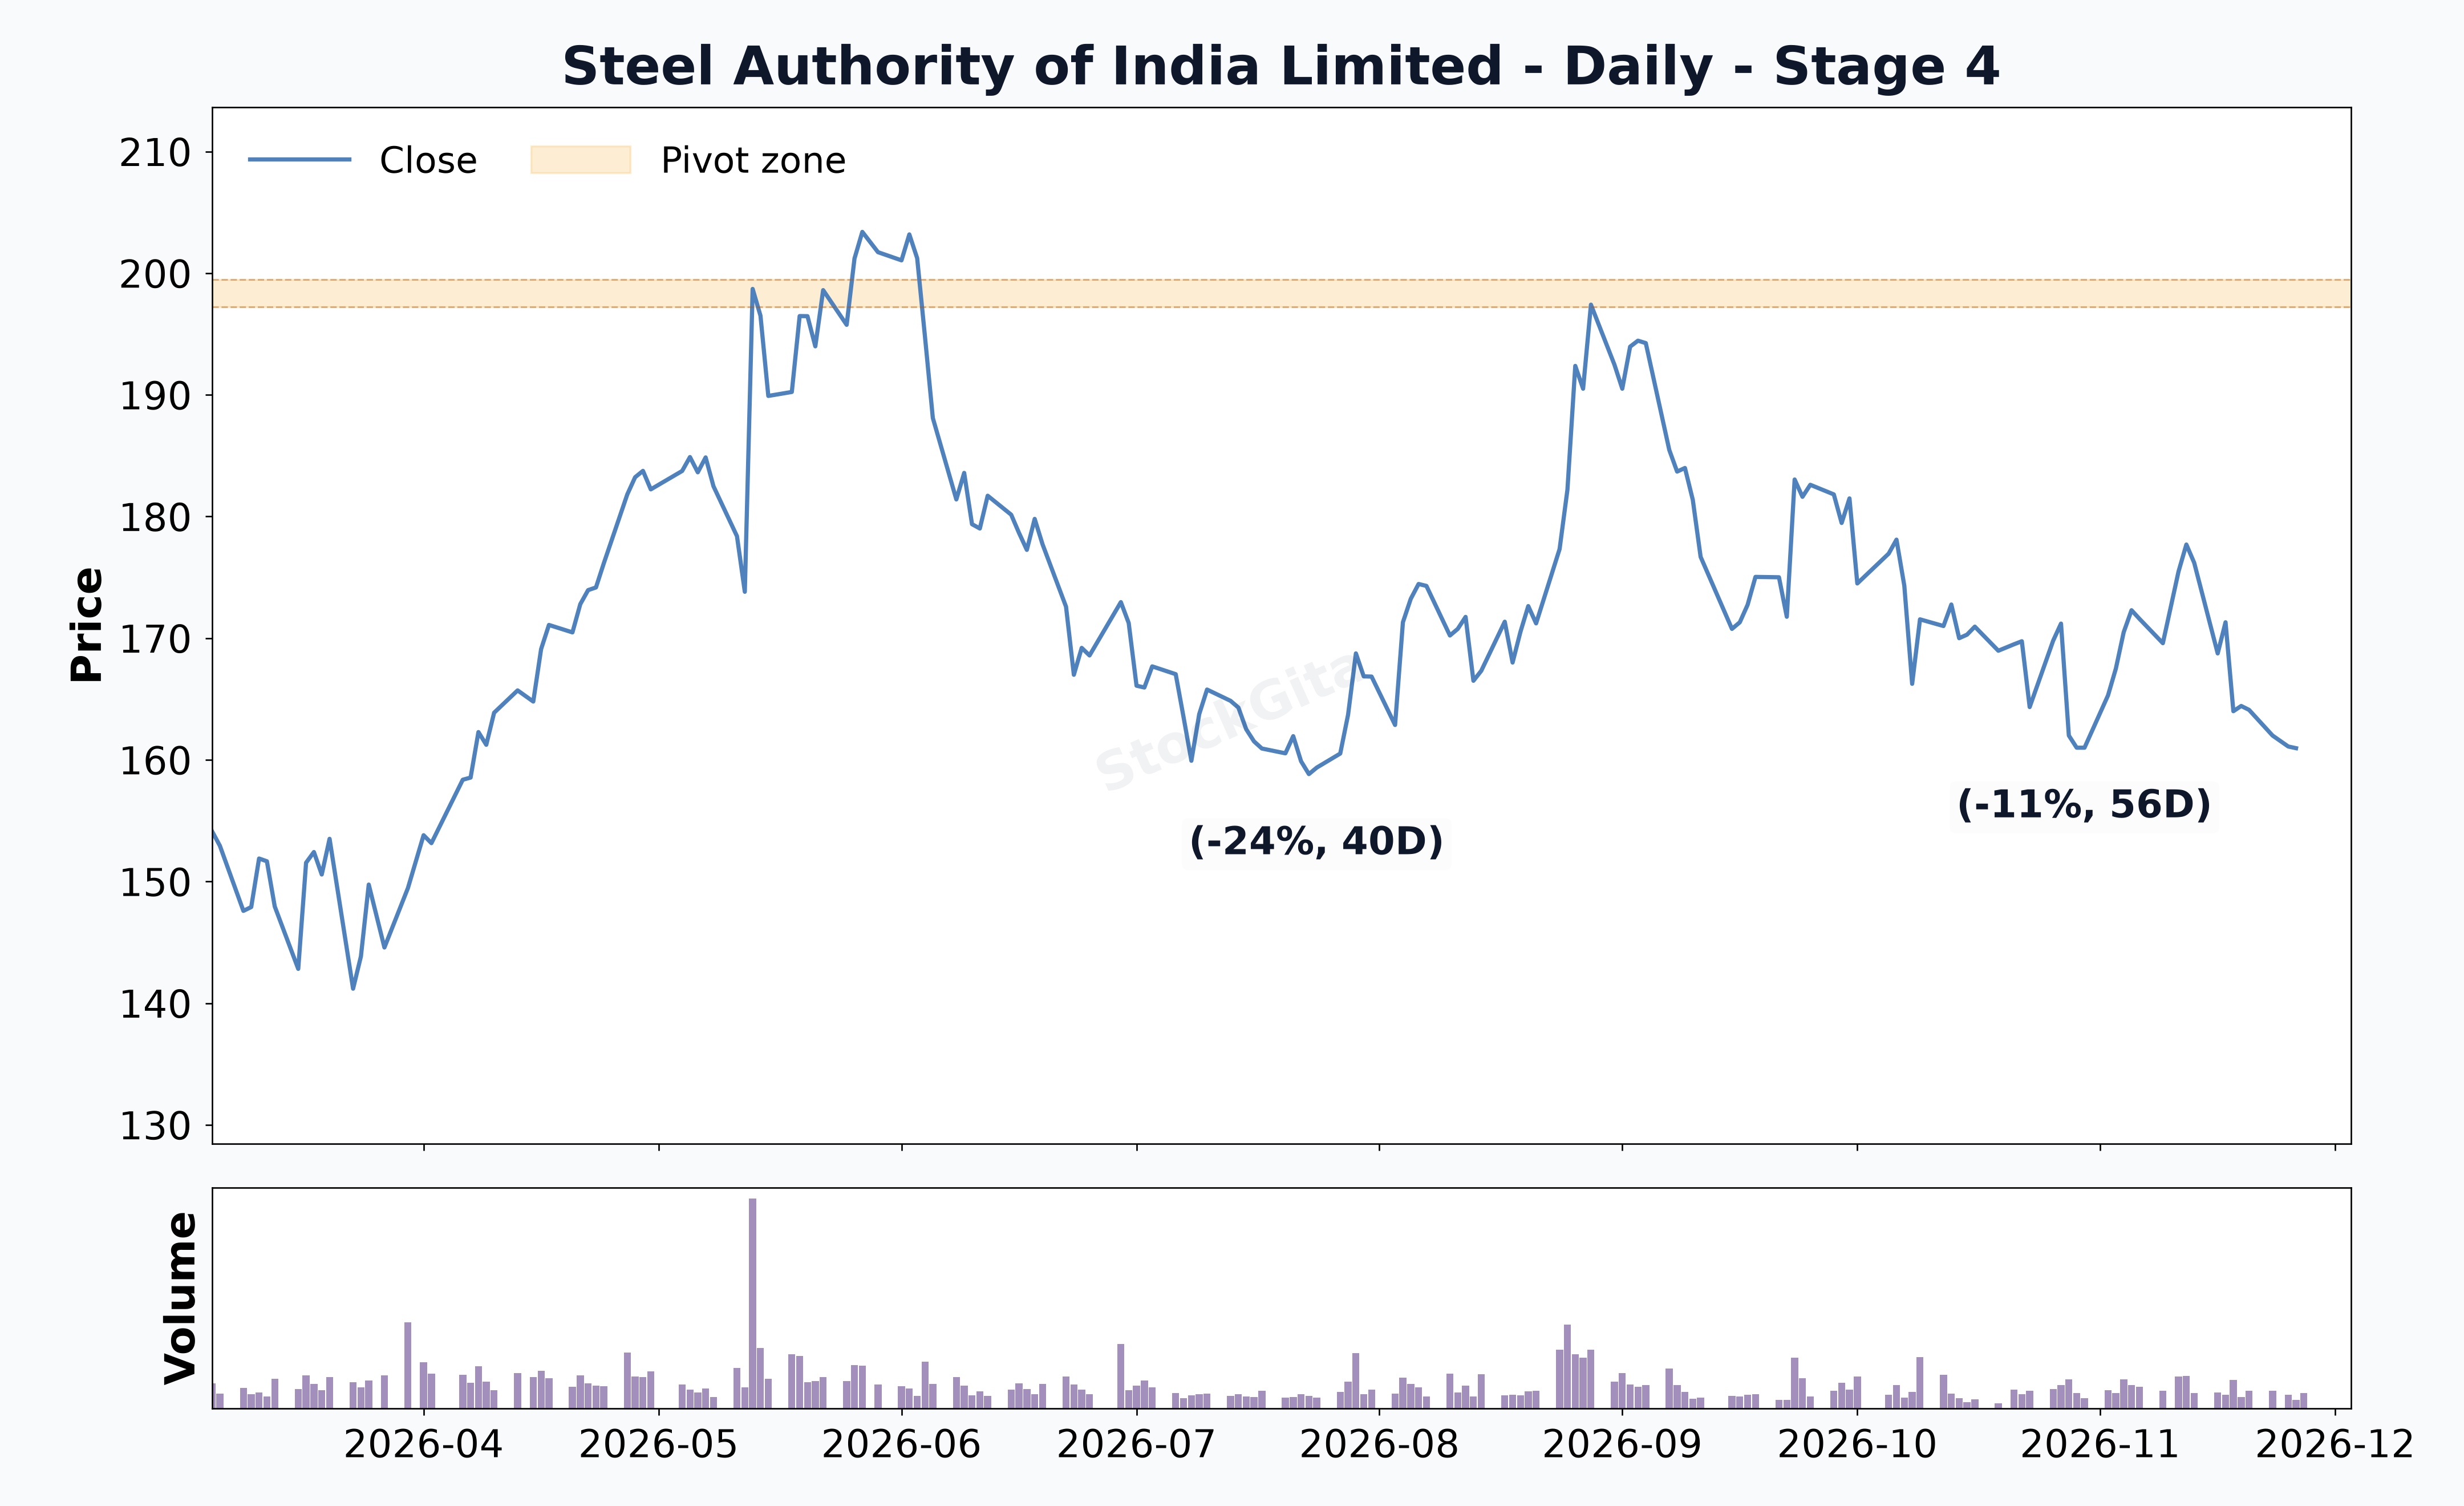 Steel Authority of India Limited - Daily - Stage 4
Close
Pivot zone
210
200
190
180
170
160
150
140
130
Price
StockGita
(-24%, 40D)
(-11%, 56D)
Volume
2026-04
2026-05
2026-06
2026-07
2026-08
2026-09
2026-10
2026-11
2026-12